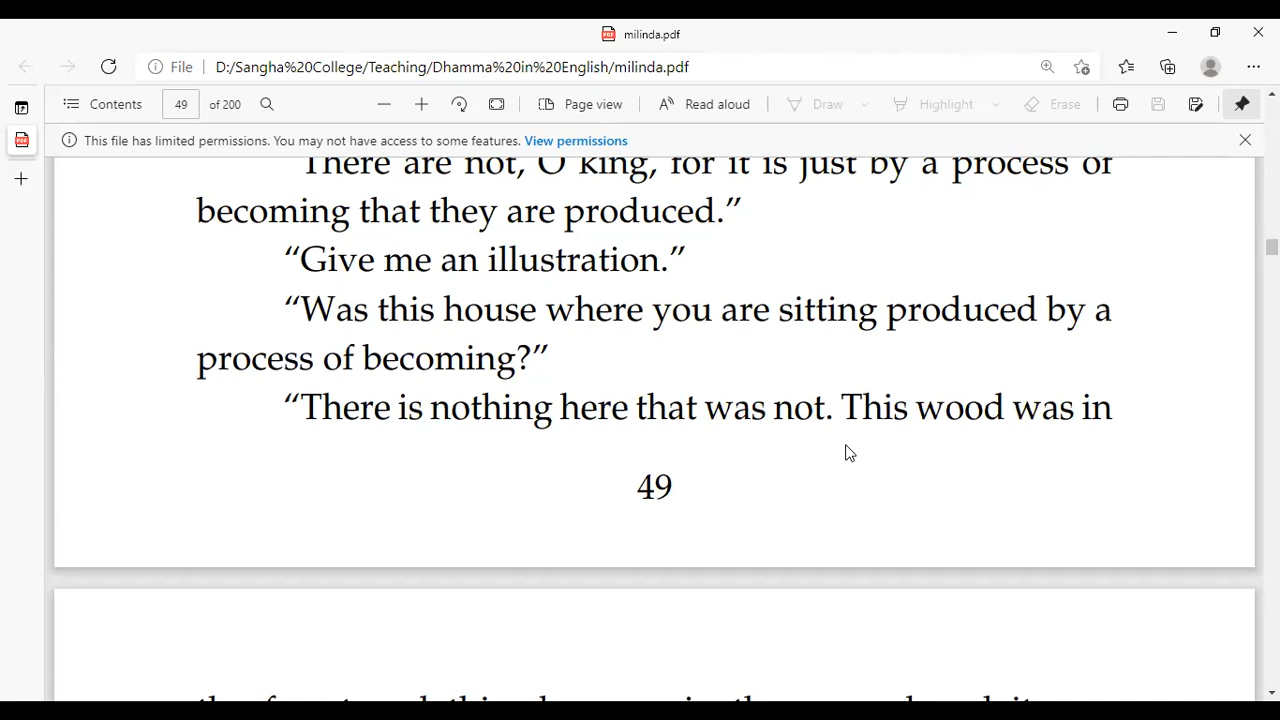 milinda.pdf
File D:/Sangha%20College/Teaching/Dhamma%20in%20English/milinda.pdf
Contents 49 of 200 Page view Read aloud Draw Highlight Erase
This file has limited permissions. You may not have access to some features. View permissions
There are not, O king, for it is just by a process of
becoming that they are produced.”
“Give me an illustration.”
“Was this house where you are sitting produced by a
process of becoming?”
“There is nothing here that was not. This wood was in
49